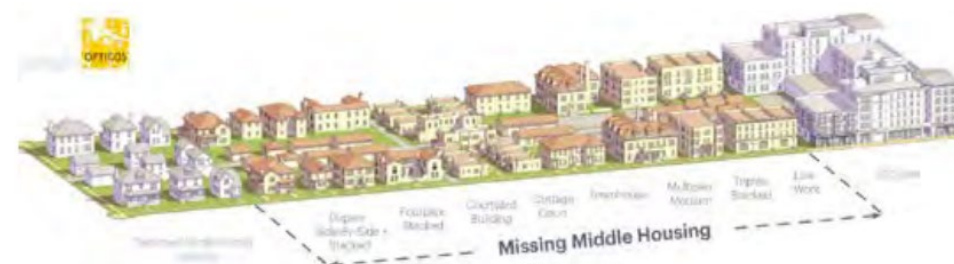 OPTICOS
Duplex
Side-By-Side +
Stacked
Fourplex
Stacked
Courtyard
Building
Cottage
Court
Townhouse
Multiplex
Medium
Triplex
Stacked
Live
Work
Missing Middle Housing